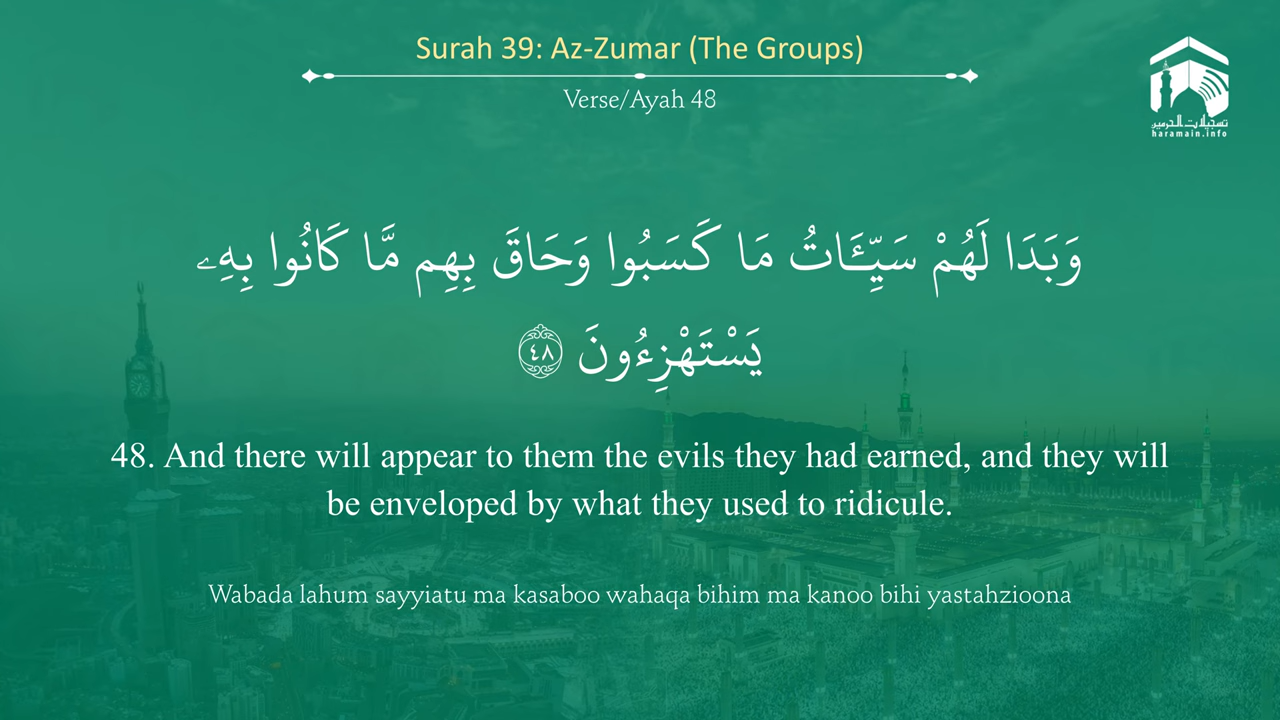 Surah 39: Az-Zumar (The Groups)
Verse/Ayah 48
تسجيلات الحرمين
haramain.info
وَبَدَا لَهُمْ سَيِّـَٔاتُ مَا كَسَبُوا وَحَاقَ بِهِم مَّا كَانُوا بِهِۦ
يَسْتَهْزِءُونَ ٤٨
48. And there will appear to them the evils they had earned, and they will
be enveloped by what they used to ridicule.
Wabada lahum sayyiatu ma kasaboo wahaqa bihim ma kanoo bihi yastahzioona